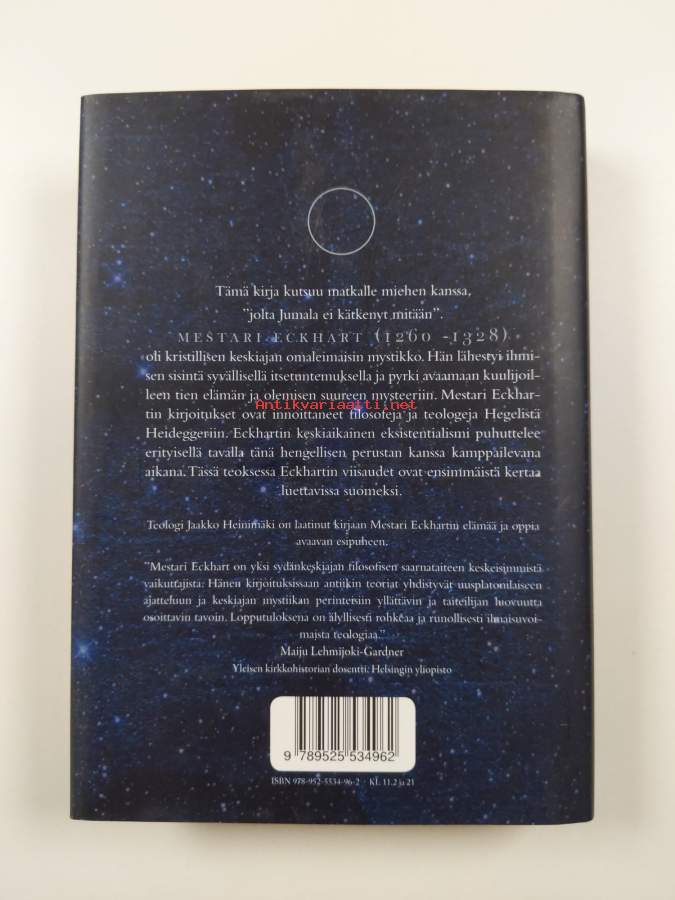 Tämä kirja kutsuu matkalle miehen kanssa,
"jolta Jumala ei kätkenyt mitään".
MESTARI ECKHART (1260 -1328)
oli kristillisen keskiajan omaleimaisin mystikko. Hän lähestyi ihmi-
sen sisintä syvällisellä itsetuntemuksella ja pyrki avaamaan kuulijoil-
leen tien elämän ja olemisen suureen mysteeriin. Mestari Eckhar-
Antikvariaatti.net
tin kirjoitukset ovat innoittaneet filosofeja ja teologeja Hegelistä
Heideggeriin. Eckhartin keskiaikainen eksistentialismi puhuttelee
erityisellä tavalla tänä hengellisen perustan kanssa kamppailevana
aikana. Tässä teoksessa Eckhartin viisaudet ovat ensimmäistä kertaa
luettavissa suomeksi.
Teologi Jaakko Heinimäki on laatinut kirjaan Mestari Eckhartin elämää ja oppia
avaavan esipuheen.
"Mestari Eckhart on yksi sydänkeskiajan filosofisen saarnataiteen keskeisimmistä
vaikuttajista. Hänen kirjoituksissaan antiikin teoriat yhdistyvät uusplatonilaiseen
ajatteluun ja keskiajan mystiikan perinteisiin yllättävin ja taiteilijan luovuutta
osoittavin tavoin. Lopputuloksena on älyllisesti rohkeaa ja runollisesti ilmaisuvoi-
maista teologiaa."
Maiju Lehmijoki-Gardner
Yleisen kirkkohistorian dosentti: Helsingin yliopisto
9 789525 534962
ISBN 978-952-5534-96-2 · KL 11.2 ja 21